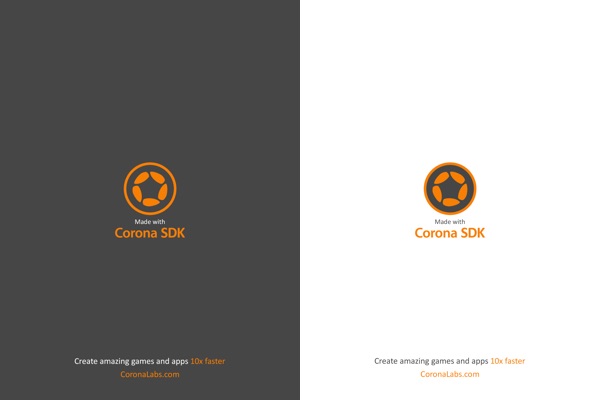 Made with
Corona SDK
Create amazing games and apps 10x faster
CoronaLabs.com
Made with
Corona SDK
Create amazing games and apps 10x faster
CoronaLabs.com